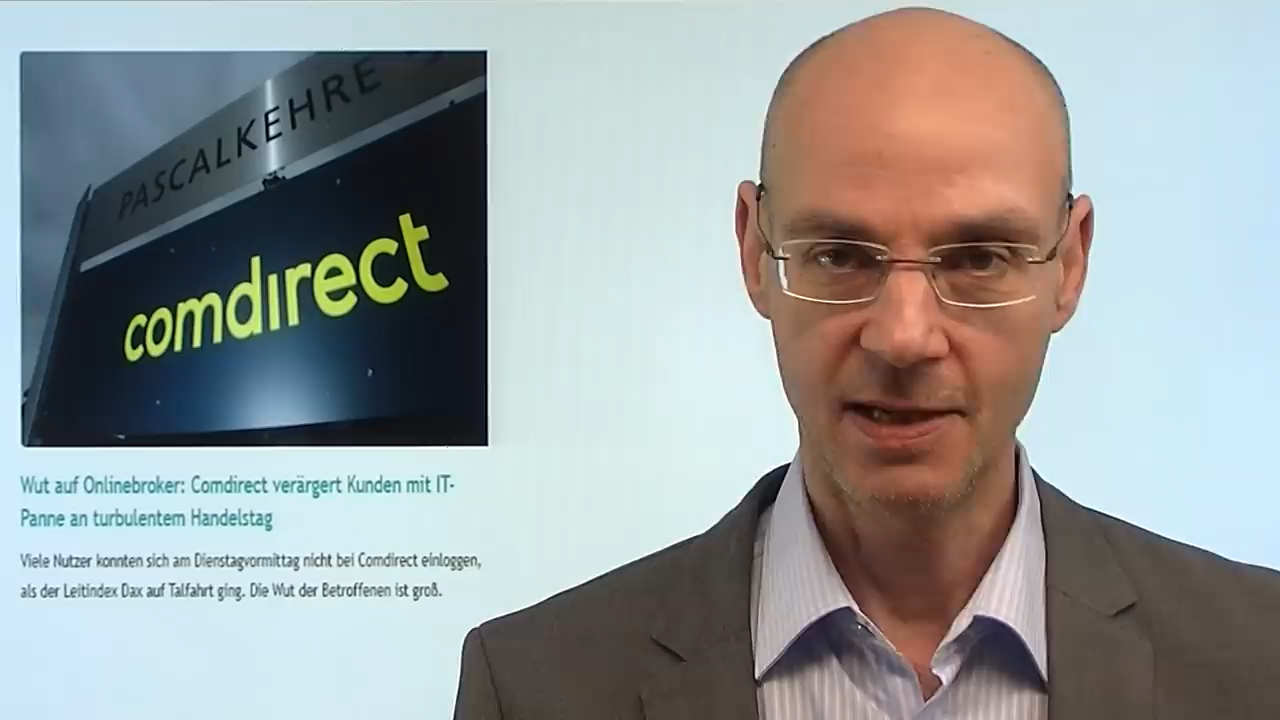 PASCALKEHRE
comdirect
Wut auf Onlinebroker: Comdirect verärgert Kunden mit IT-
Panne an turbulentem Handelstag
Viele Nutzer konnten sich am Dienstagvormittag nicht bei Comdirect einloggen,
als der Leitindex Dax auf Talfahrt ging. Die Wut der Betroffenen ist groß.